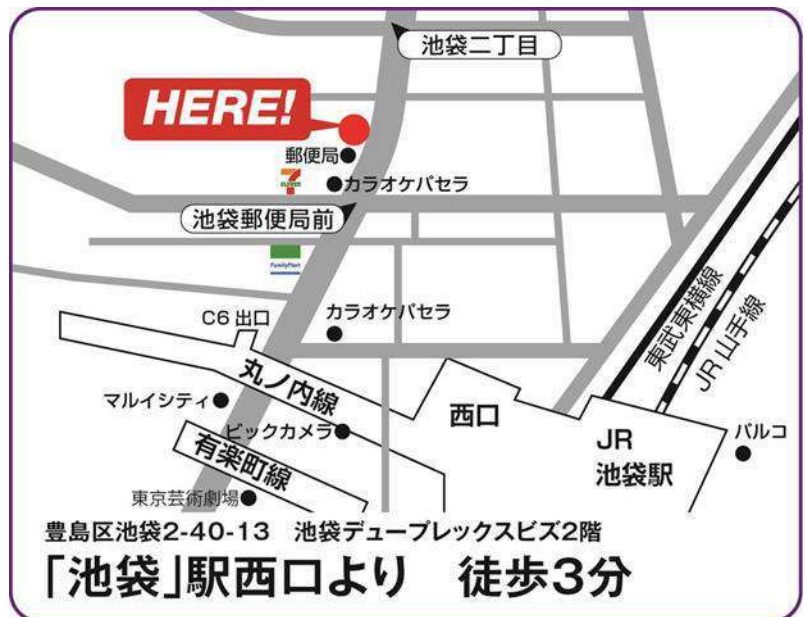 池袋二丁目
HERE!
郵便局
7
ELEVEN
カラオケパセラ
池袋郵便局前
FamilyMart
カラオケパセラ
C6出口
東武東横線
JR山手線
丸ノ内線
マルイシティ
西口
ビックカメラ
JR
池袋駅
パルコ
有楽町線
東京芸術劇場
豊島区池袋2-40-13 池袋デュープレックスビズ2階
「池袋」駅西口より 徒歩3分